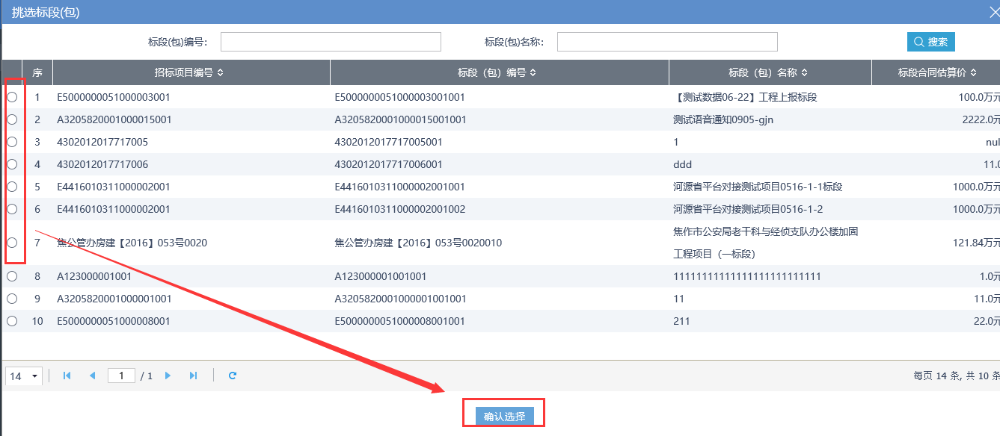 挑选标段(包)
标段(包)编号: 标段(包)名称: 搜索
序 招标项目编号 标段（包）编号 标段（包）名称 标段合同估算价
1 E5000000051000003001 E5000000051000003001001 【测试数据06-22】工程上报标段 100.0万元
2 A3205820001000015001 A3205820001000015001001 测试语音通知0905-gjn 2222.0元
3 4302012017717005 4302012017717005001 1 nul
4 4302012017717006 4302012017717006001 ddd 11.0
5 E4416010311000002001 E4416010311000002001001 河源省平台对接测试项目0516-1-1标段 1000.0万元
6 E4416010311000002001 E4416010311000002001002 河源省平台对接测试项目0516-1-2 1000.0万元
7 焦公管办房建【2016】053号0020 焦公管办房建【2016】053号0020010 焦作市公安局老干科与经侦支队办公楼加固 121.84万元
工程项目（一标段）
8 A123000001001 A123000001001001 11111111111111111111111111 1.0元
9 A3205820001000001001 A3205820001000001001001 11 11.0元
10 E5000000051000008001 E5000000051000008001001 211 22.0元
14 1 / 1 每页 14 条, 共 10 条
确认选择